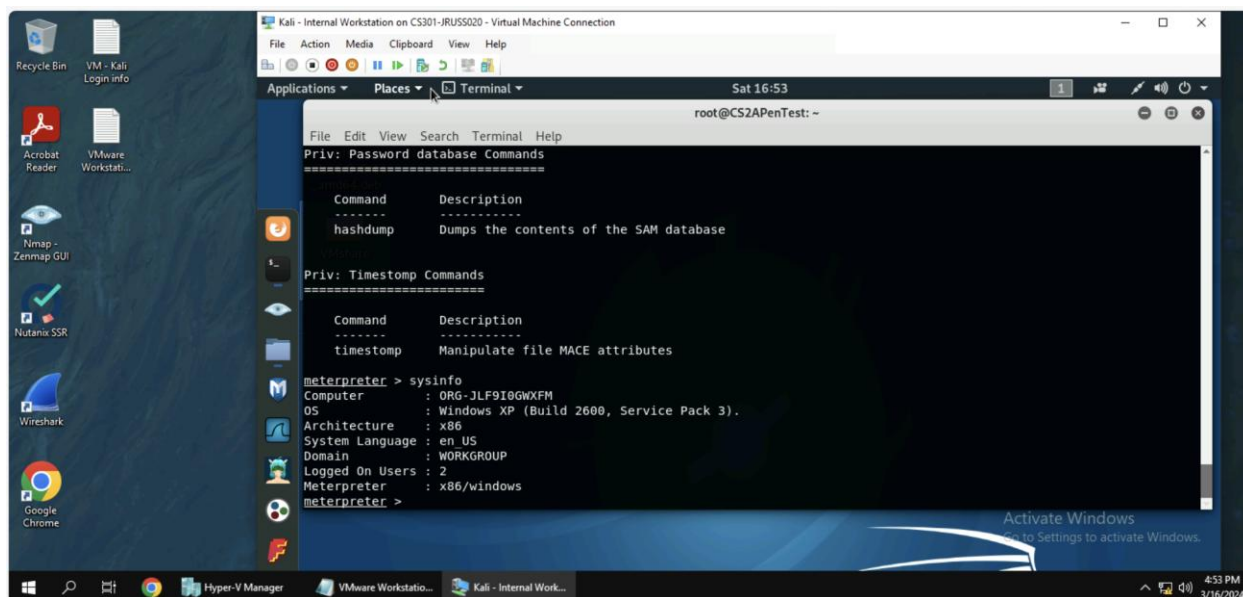 Kali - Internal Workstation on CS301-JRUSS020 - Virtual Machine Connection
File Action Media Clipboard View Help
Recycle Bin
VM - Kali
Login info
Applications Places Terminal Sat 16:53 1
root@CS2APenTest: ~
File Edit View Search Terminal Help
Acrobat
Reader
VMware
Workstati...
Nmap -
Zenmap GUI
Nutanix SSR
Wireshark
Google
Chrome
Priv: Password database Commands
================================
Command Description
------- -----------
hashdump Dumps the contents of the SAM database
Priv: Timestomp Commands
========================
Command Description
------- -----------
timestomp Manipulate file MACE attributes
meterpreter > sysinfo
Computer : ORG-JLF9I0GWXFM
OS : Windows XP (Build 2600, Service Pack 3).
Architecture : x86
System Language : en_US
Domain : WORKGROUP
Logged On Users : 2
Meterpreter : x86/windows
meterpreter >
Activate Windows
Go to Settings to activate Windows.
Hyper-V Manager VMware Workstatio... Kali - Internal Work...
4:53 PM
3/16/2024